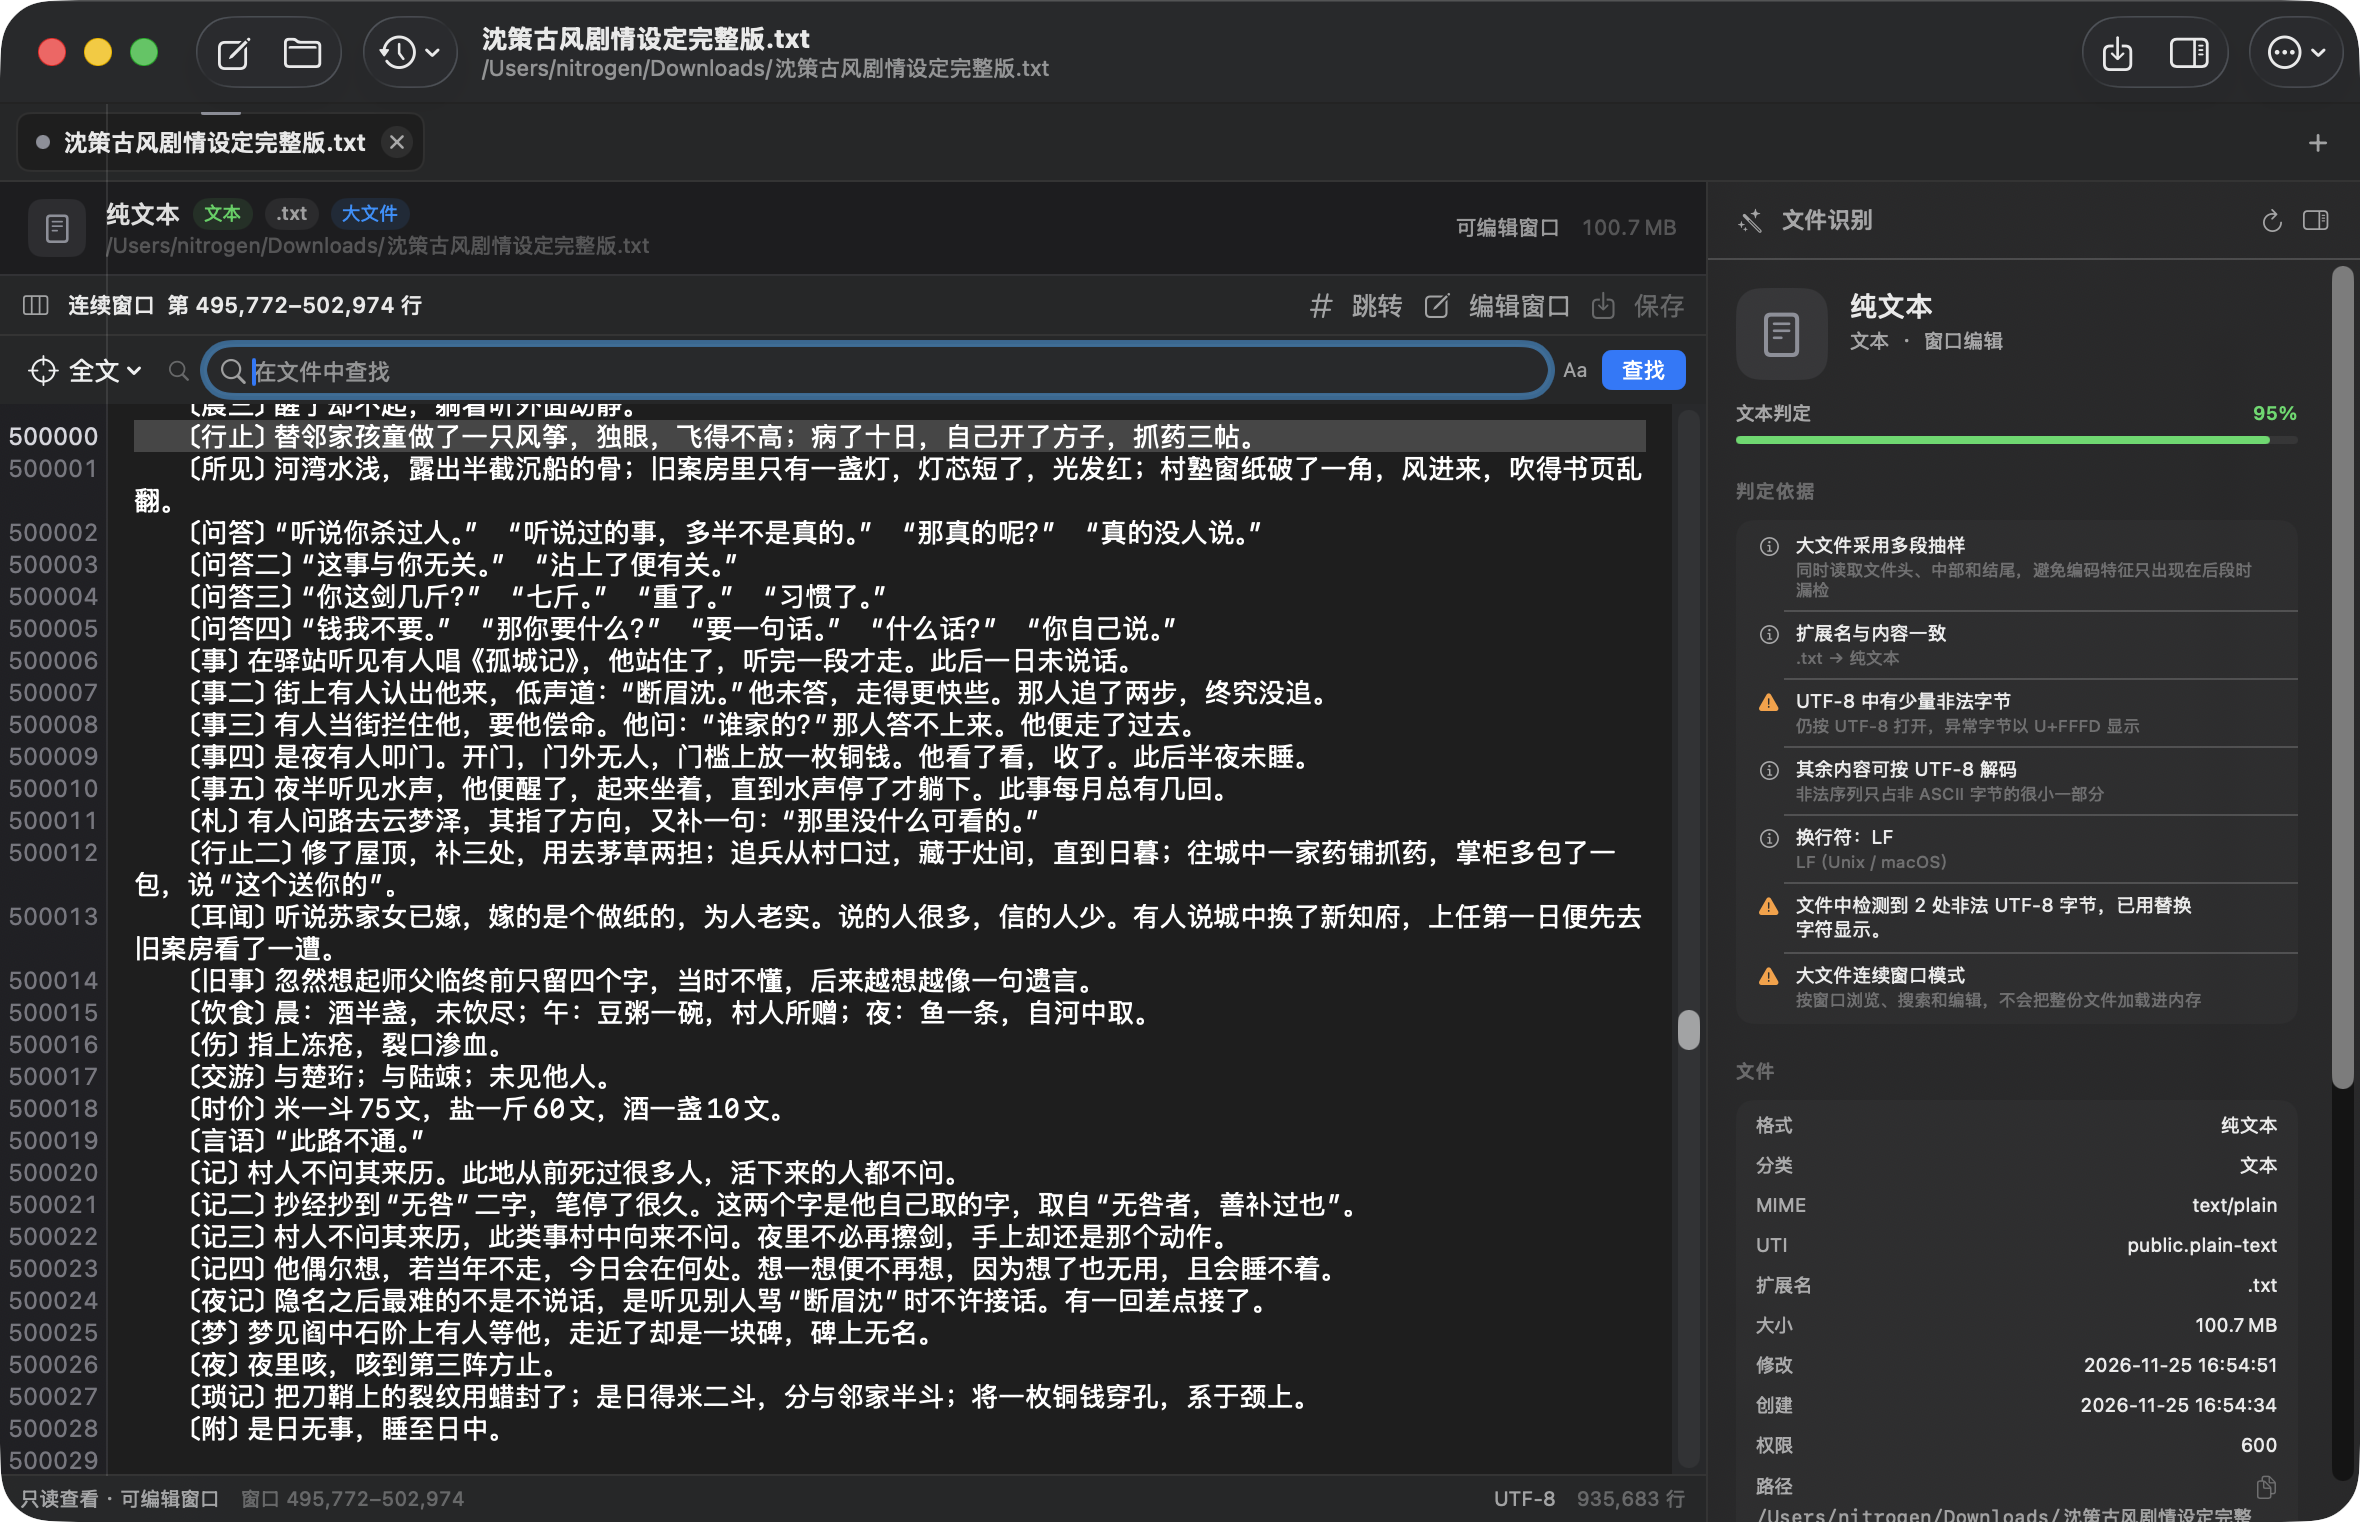 沈策古风剧情设定完整版.txt
/Users/nitrogen/Downloads/沈策古风剧情设定完整版.txt
沈策古风剧情设定完整版.txt
纯文本 文本 .txt 大文件
/Users/nitrogen/Downloads/沈策古风剧情设定完整版.txt
可编辑窗口 100.7 MB
连续窗口 第 495,772–502,974 行
# 跳转 编辑窗口 保存
全文 在文件中查找 Aa 查找
〔晨三〕醒了却不起，躺着听外面动静。
500000 〔行止〕替邻家孩童做了一只风筝，独眼，飞得不高；病了十日，自己开了方子，抓药三帖。
500001 〔所见〕河湾水浅，露出半截沉船的骨；旧案房里只有一盏灯，灯芯短了，光发红；村塾窗纸破了一角，风进来，吹得书页乱
翻。
500002 〔问答〕“听说你杀过人。” “听说过的事，多半不是真的。” “那真的呢？” “真的没人说。”
500003 〔问答二〕“这事与你无关。” “沾上了便有关。”
500004 〔问答三〕“你这剑几斤？” “七斤。” “重了。” “习惯了。”
500005 〔问答四〕“钱我不要。” “那你要什么？” “要一句话。” “什么话？” “你自己说。”
500006 〔事〕在驿站听见有人唱《孤城记》，他站住了，听完一段才走。此后一日未说话。
500007 〔事二〕街上有人认出他来，低声道：“断眉沈。”他未答，走得更快些。那人追了两步，终究没追。
500008 〔事三〕有人当街拦住他，要他偿命。他问：“谁家的？”那人答不上来。他便走了过去。
500009 〔事四〕是夜有人叩门。开门，门外无人，门槛上放一枚铜钱。他看了看，收了。此后半夜未睡。
500010 〔事五〕夜半听见水声，他便醒了，起来坐着，直到水声停了才躺下。此事每月总有几回。
500011 〔札〕有人问路去云梦泽，其指了方向，又补一句：“那里没什么可看的。”
500012 〔行止二〕修了屋顶，补三处，用去茅草两担；追兵从村口过，藏于灶间，直到日暮；往城中一家药铺抓药，掌柜多包了一
包，说“这个送你的”。
500013 〔耳闻〕听说苏家女已嫁，嫁的是个做纸的，为人老实。说的人很多，信的人少。有人说城中换了新知府，上任第一日便先去
旧案房看了一遭。
500014 〔旧事〕忽然想起师父临终前只留四个字，当时不懂，后来越想越像一句遗言。
500015 〔饮食〕晨：酒半盏，未饮尽；午：豆粥一碗，村人所赠；夜：鱼一条，自河中取。
500016 〔伤〕指上冻疮，裂口渗血。
500017 〔交游〕与楚珩；与陆竦；未见他人。
500018 〔时价〕米一斗75文，盐一斤60文，酒一盏10文。
500019 〔言语〕“此路不通。”
500020 〔记〕村人不问其来历。此地从前死过很多人，活下来的人都不问。
500021 〔记二〕抄经抄到“无咎”二字，笔停了很久。这两个字是他自己取的字，取自“无咎者，善补过也”。
500022 〔记三〕村人不问其来历，此类事村中向来不问。夜里不必再擦剑，手上却还是那个动作。
500023 〔记四〕他偶尔想，若当年不走，今日会在何处。想一想便不再想，因为想了也无用，且会睡不着。
500024 〔夜记〕隐名之后最难的不是不说话，是听见别人骂“断眉沈”时不许接话。有一回差点接了。
500025 〔梦〕梦见阎中石阶上有人等他，走近了却是一块碑，碑上无名。
500026 〔夜〕夜里咳，咳到第三阵方止。
500027 〔琐记〕把刀鞘上的裂纹用蜡封了；是日得米二斗，分与邻家半斗；将一枚铜钱穿孔，系于颈上。
500028 〔附〕是日无事，睡至日中。
500029
只读查看 · 可编辑窗口 窗口 495,772–502,974
UTF-8 935,683 行
文件识别
纯文本
文本 · 窗口编辑
文本判定 95%
判定依据
大文件采用多段抽样
同时读取文件头、中部和结尾，避免编码特征只出现在后段时
漏检
扩展名与内容一致
.txt → 纯文本
UTF-8 中有少量非法字节
仍按 UTF-8 打开，异常字节以 U+FFFD 显示
其余内容可按 UTF-8 解码
非法序列只占非 ASCII 字节的很小一部分
换行符：LF
LF (Unix / macOS)
文件中检测到 2 处非法 UTF-8 字节，已用替换
字符显示。
大文件连续窗口模式
按窗口浏览、搜索和编辑，不会把整份文件加载进内存
文件
格式 纯文本
分类 文本
MIME text/plain
UTI public.plain-text
扩展名 .txt
大小 100.7 MB
修改 2026-11-25 16:54:51
创建 2026-11-25 16:54:34
权限 600
路径
/Users/nitrogen/Downloads/沈策古风剧情设定完整